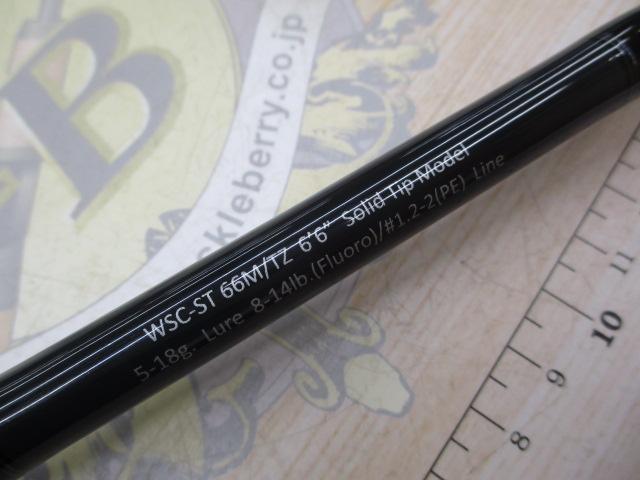 B
ckleberry.co.jp
WSC-ST 66M/TZ 6'6" Solid Tip Model
5-18g. Lure 8-14lb.(Fluoro)/#1.2-2(PE) Line
10
9
8